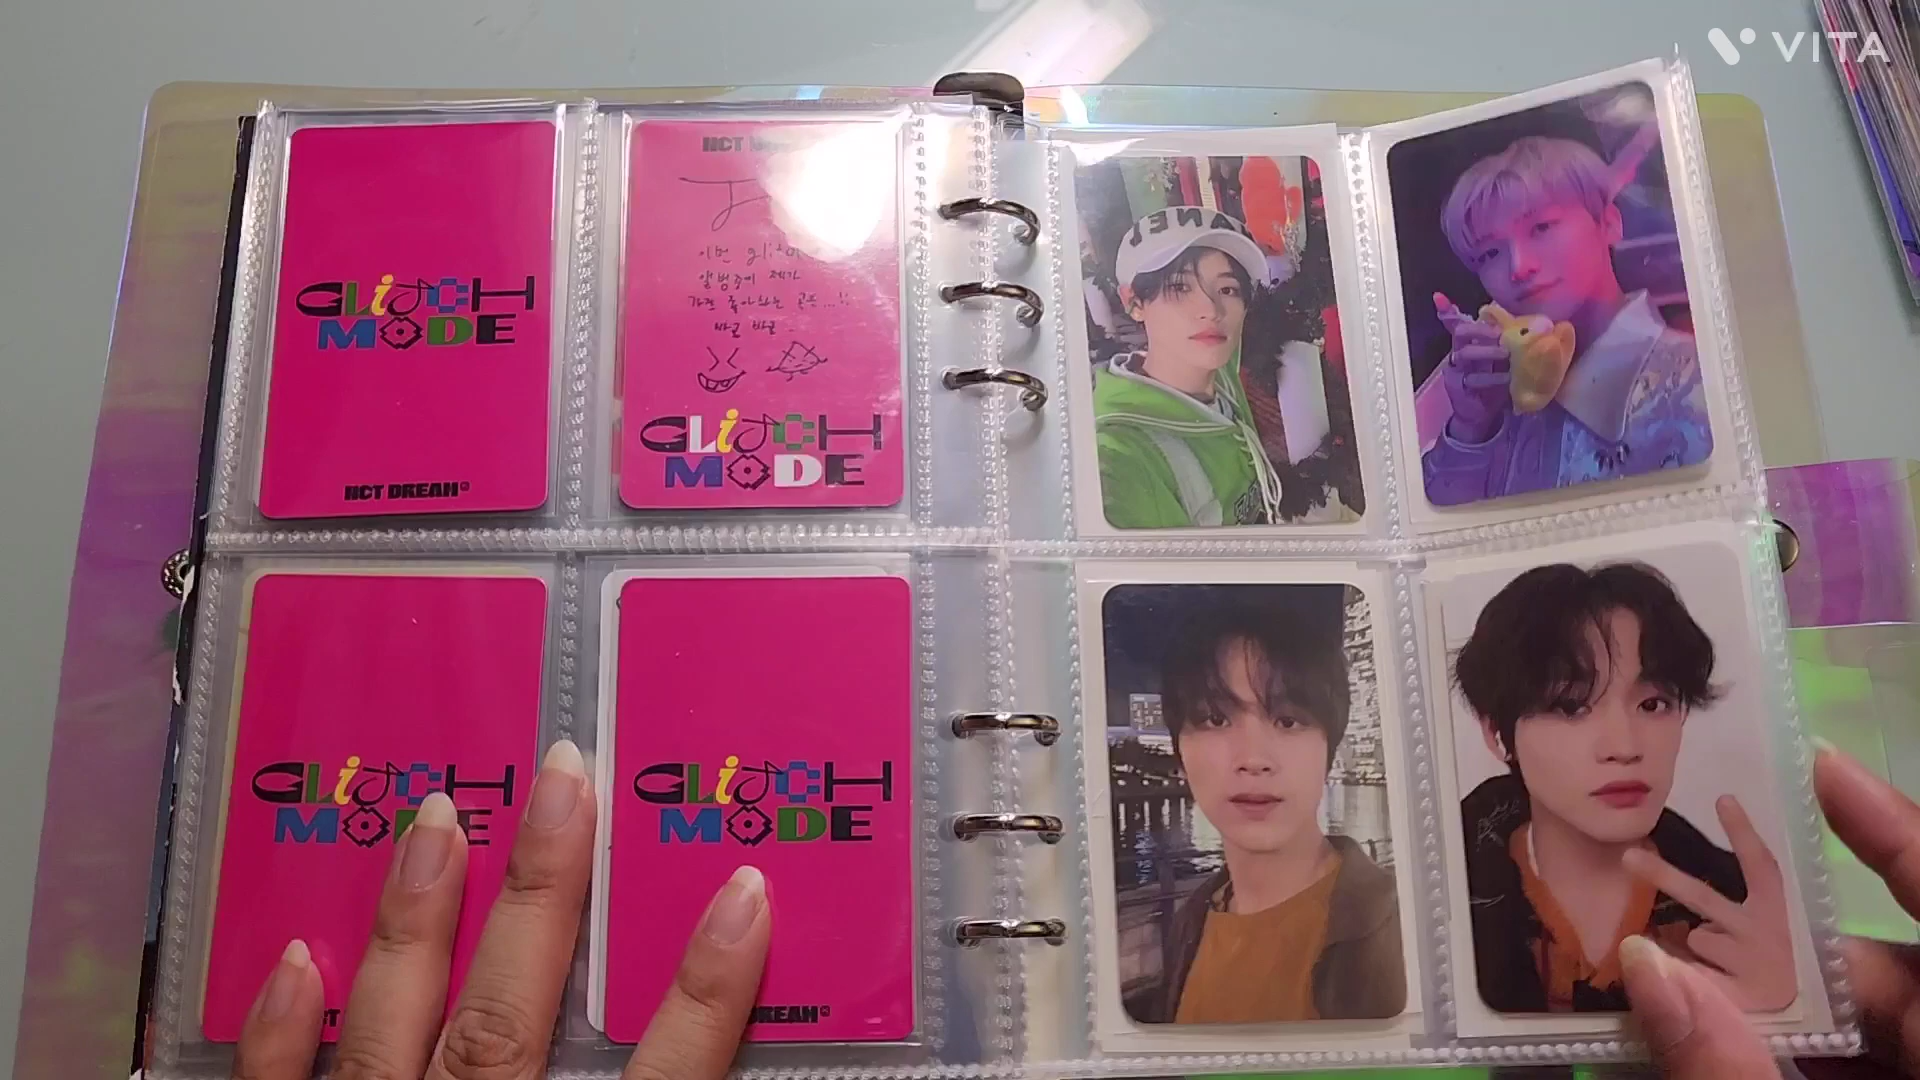 VITA
GLitCH
MODE
NCT DREAM
NCT
이번
앨범중에 제가
가장 좋아하는 곡은...!!
바로 바로..
GLitCH
MODE
CHANEL
GLitCH
MODE
GLitCH
MODE
DREAM